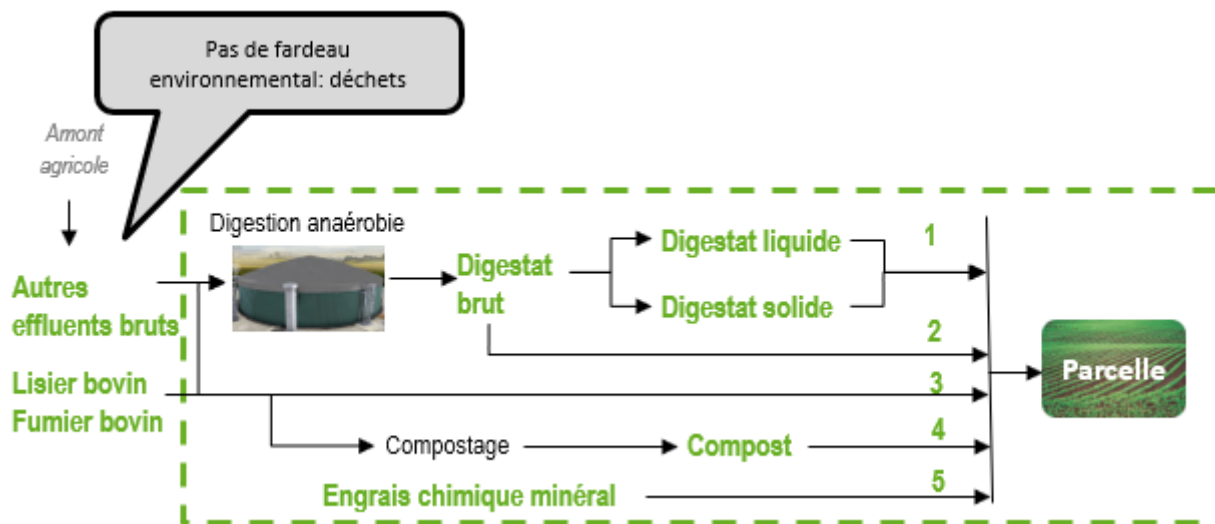 Pas de fardeau
environnemental: déchets
Amont
agricole
Digestion anaérobie
Autres
effluents bruts
Digestat
brut
Digestat liquide
Digestat solide
1
2
Lisier bovin
Fumier bovin
3
Compostage
Compost
4
Engrais chimique minéral
5
Parcelle